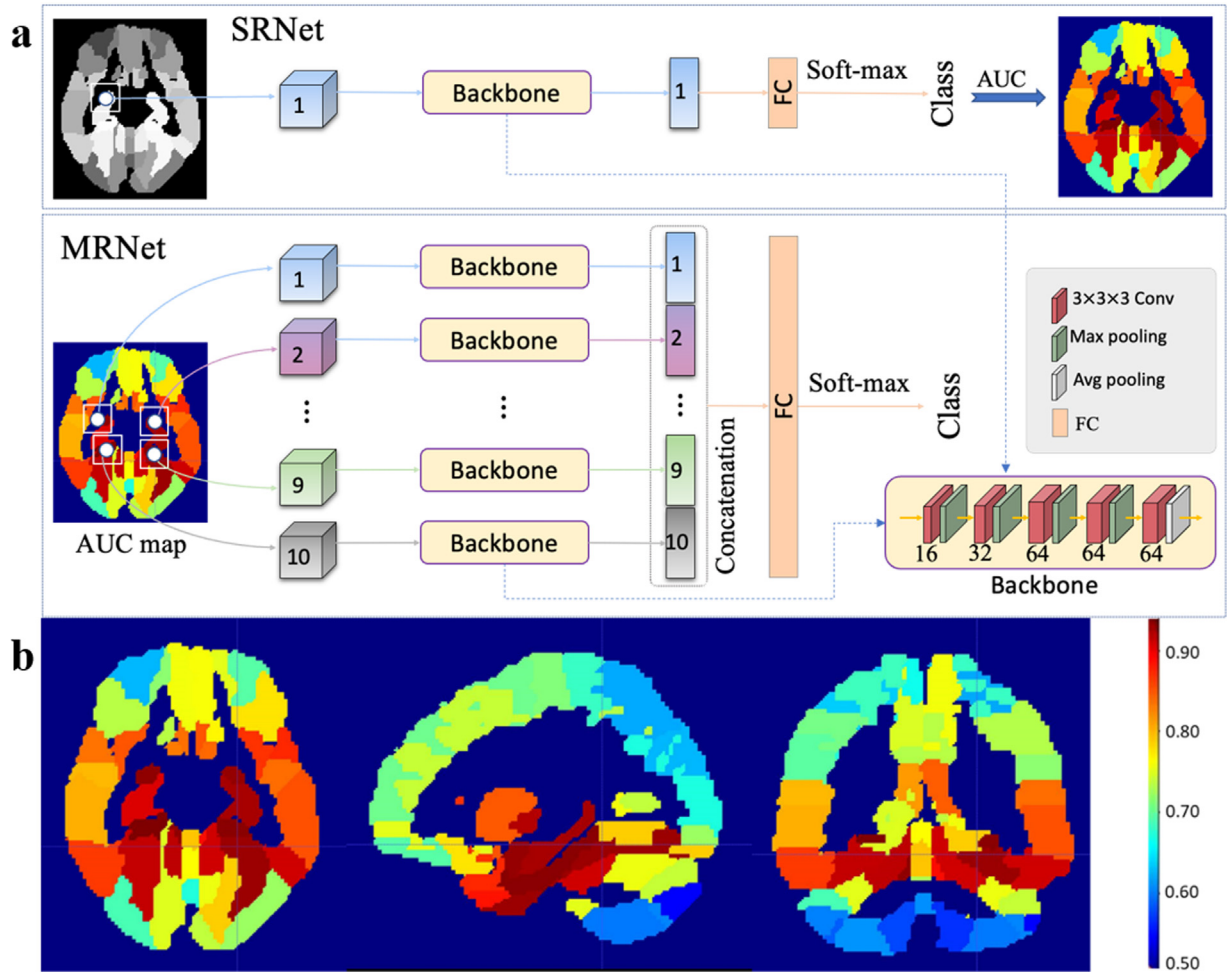 a
SRNet
1
Backbone
1
FC
Soft-max
Class
AUC
MRNet
AUC map
1
Backbone
1
2
Backbone
2
⋮
⋮
⋮
9
Backbone
9
10
Backbone
10
Concatenation
FC
Soft-max
Class
3×3×3 Conv
Max pooling
Avg pooling
FC
16
32
64
64
64
Backbone
b
0.90
0.80
0.70
0.60
0.50